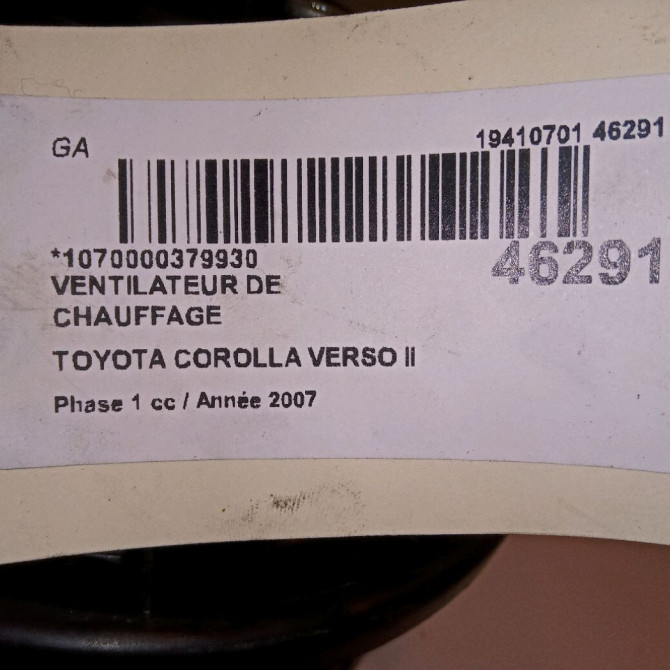 GA
19410701 46291
*1070000379930
46291
VENTILATEUR DE
CHAUFFAGE
TOYOTA COROLLA VERSO II
Phase 1 cc / Année 2007